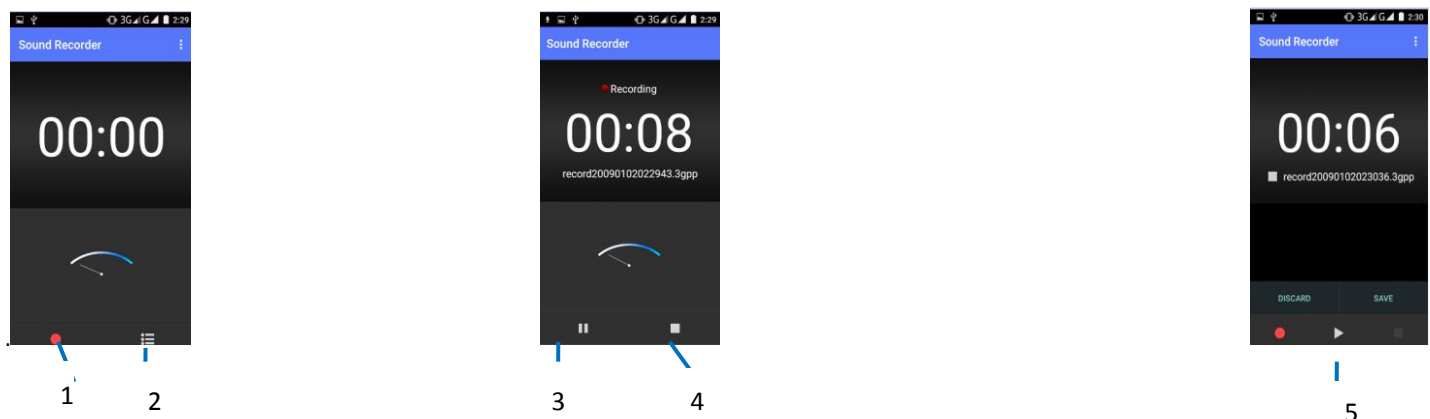 3G G 2:29
Sound Recorder
00:00
1
2
3G G 2:29
Sound Recorder
Recording
00:08
record20090102022943.3gpp
3
4
3G G 2:30
Sound Recorder
00:06
record20090102023036.3gpp
DISCARD SAVE
5